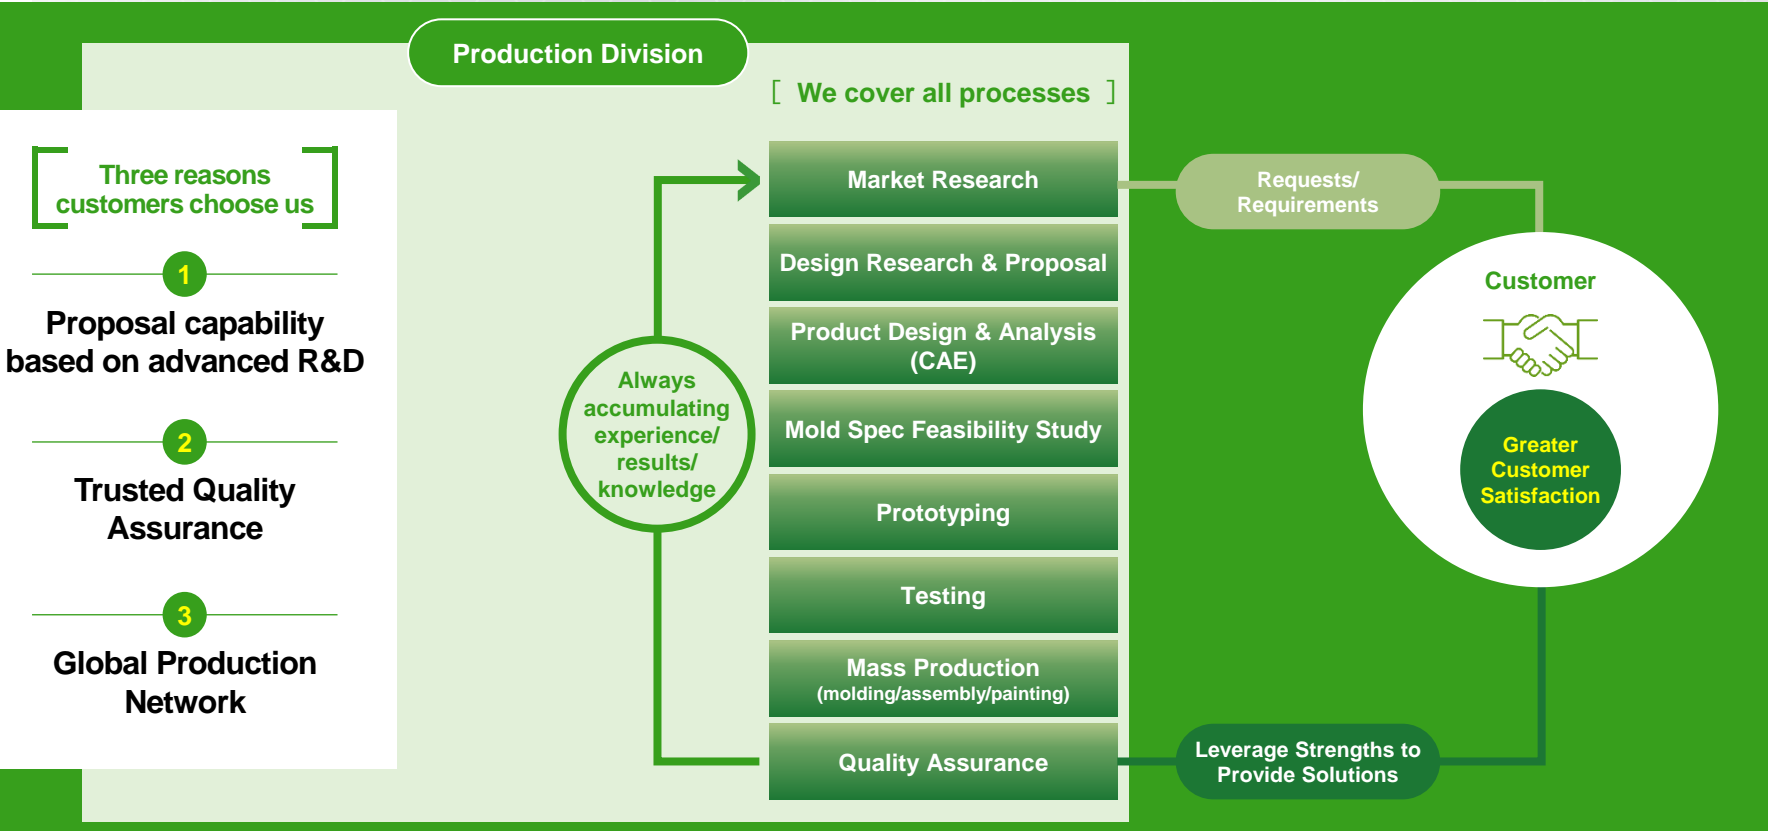 Production Division
[ We cover all processes ]
Three reasons
customers choose us
1
Proposal capability
based on advanced R&D
2
Trusted Quality
Assurance
3
Global Production
Network
Always
accumulating
experience/
results/
knowledge
Market Research
Design Research & Proposal
Product Design & Analysis
(CAE)
Mold Spec Feasibility Study
Prototyping
Testing
Mass Production
(molding/assembly/painting)
Quality Assurance
Requests/
Requirements
Customer
Greater
Customer
Satisfaction
Leverage Strengths to
Provide Solutions